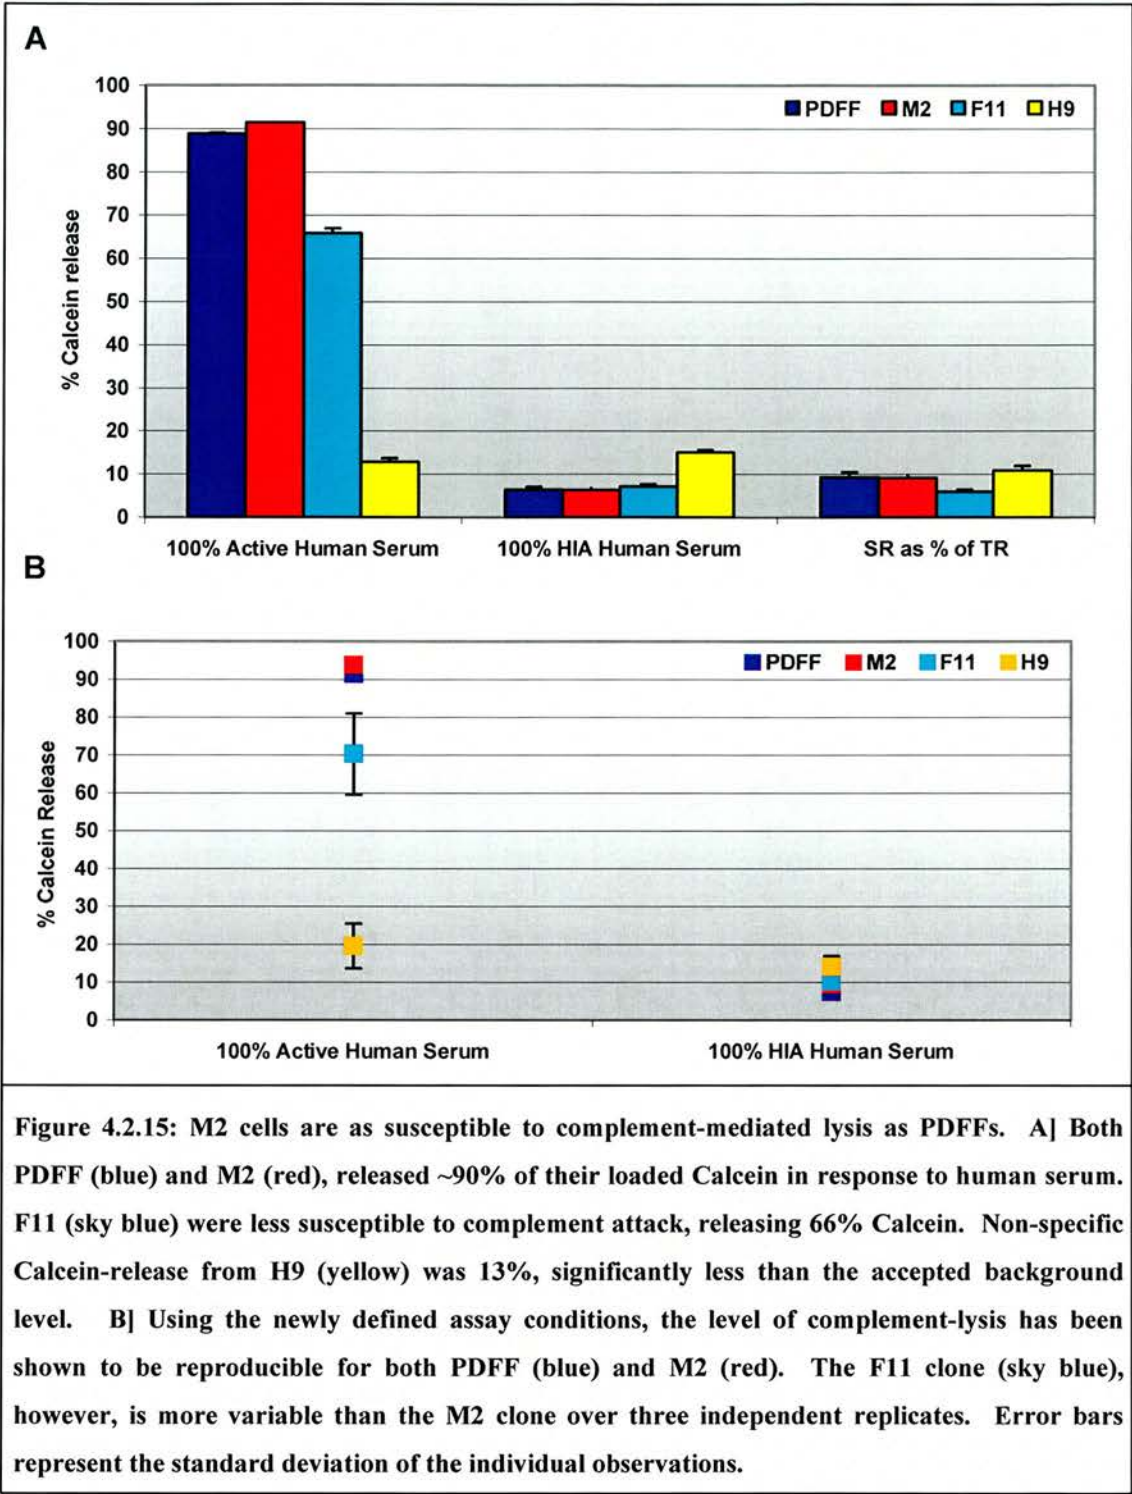 A
100
90
80
70
60
50
40
30
20
10
0
% Calcein release
PDFF M2 F11 H9
100% Active Human Serum 100% HIA Human Serum SR as % of TR
B
100
90
80
70
60
50
40
30
20
10
0
% Calcein Release
PDFF M2 F11 H9
100% Active Human Serum 100% HIA Human Serum
Figure 4.2.15: M2 cells are as susceptible to complement-mediated lysis as PDFFs. A] Both
PDFF (blue) and M2 (red), released ~90% of their loaded Calcein in response to human serum.
F11 (sky blue) were less susceptible to complement attack, releasing 66% Calcein. Non-specific
Calcein-release from H9 (yellow) was 13%, significantly less than the accepted background
level. B] Using the newly defined assay conditions, the level of complement-lysis has been
shown to be reproducible for both PDFF (blue) and M2 (red). The F11 clone (sky blue),
however, is more variable than the M2 clone over three independent replicates. Error bars
represent the standard deviation of the individual observations.